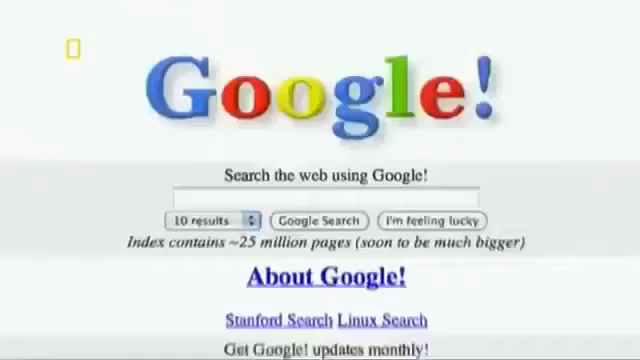 Google!
Search the web using Google!
10 results Google Search I'm feeling lucky
Index contains ~25 million pages (soon to be much bigger)
About Google!
Stanford Search Linux Search
Get Google! updates monthly!